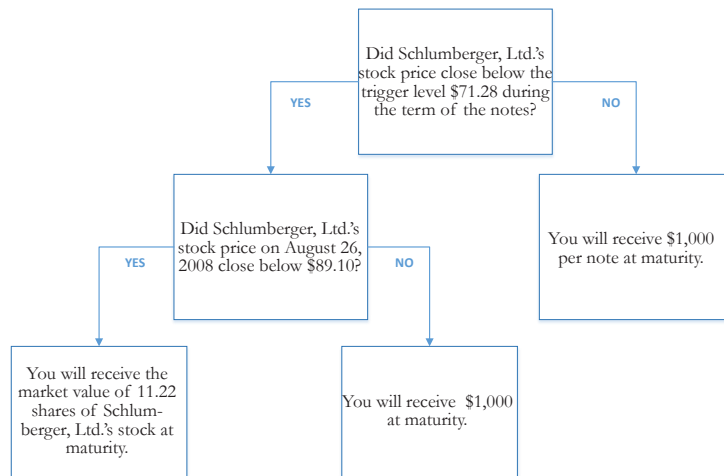 Did Schlumberger, Ltd.'s
stock price close below the
trigger level $71.28 during
the term of the notes?
YES
NO
Did Schlumberger, Ltd.'s
stock price on August 26,
2008 close below $89.10?
You will receive $1,000
per note at maturity.
YES
NO
You will receive the
market value of 11.22
shares of Schlum-
berger, Ltd.'s stock at
maturity.
You will receive $1,000
at maturity.